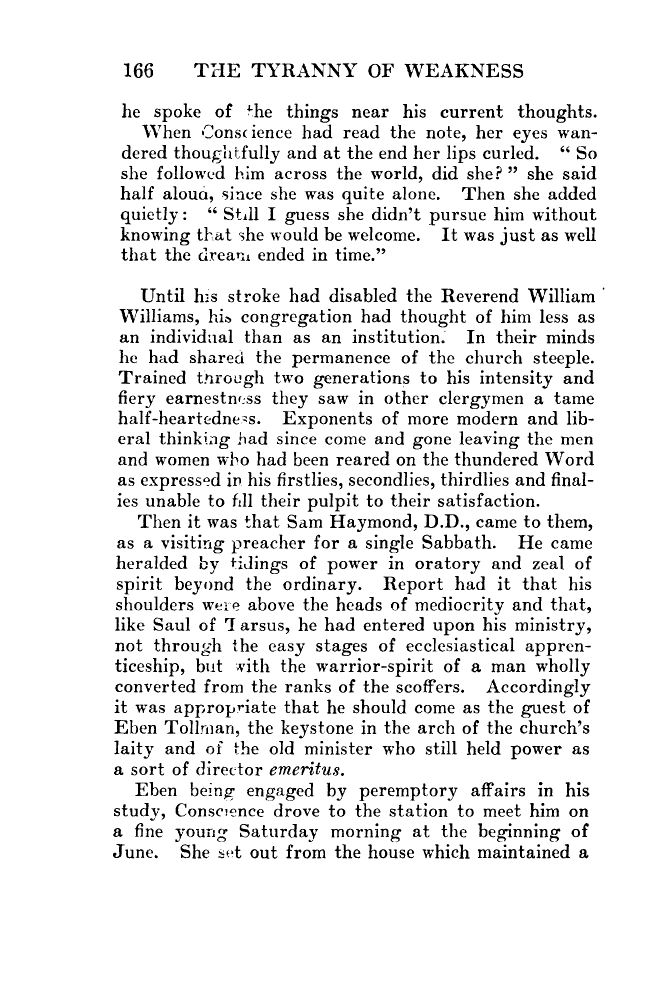 166 THE TYRANNY OF WEAKNESS
he spoke of the things near his current thoughts.
When Conscience had read the note, her eyes wan-
dered thoughtfully and at the end her lips curled. “ So
she followed him across the world, did she? ” she said
half aloud, since she was quite alone. Then she added
quietly: “ Still I guess she didn't pursue him without
knowing that she would be welcome. It was just as well
that the dream ended in time.”
Until his stroke had disabled the Reverend William
Williams, his congregation had thought of him less as
an individual than as an institution. In their minds
he had shared the permanence of the church steeple.
Trained through two generations to his intensity and
fiery earnestness they saw in other clergymen a tame
half-heartedness. Exponents of more modern and lib-
eral thinking had since come and gone leaving the men
and women who had been reared on the thundered Word
as expressed in his firstlies, secondlies, thirdlies and final-
ies unable to fill their pulpit to their satisfaction.
Then it was that Sam Haymond, D.D., came to them,
as a visiting preacher for a single Sabbath. He came
heralded by tidings of power in oratory and zeal of
spirit beyond the ordinary. Report had it that his
shoulders were above the heads of mediocrity and that,
like Saul of Tarsus, he had entered upon his ministry,
not through the easy stages of ecclesiastical appren-
ticeship, but with the warrior-spirit of a man wholly
converted from the ranks of the scoffers. Accordingly
it was appropriate that he should come as the guest of
Eben Tollman, the keystone in the arch of the church's
laity and of the old minister who still held power as
a sort of director emeritus.
Eben being engaged by peremptory affairs in his
study, Conscience drove to the station to meet him on
a fine young Saturday morning at the beginning of
June. She set out from the house which maintained a